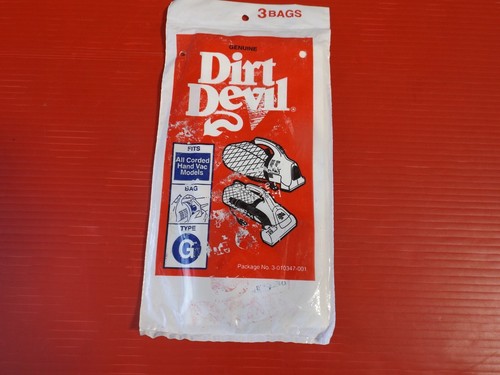 3 BAGS
GENUINE
Dirt
Devil®
FITS
All Corded
Hand Vac
Models
BAG
TYPE
G
Package No. 3-070347-001